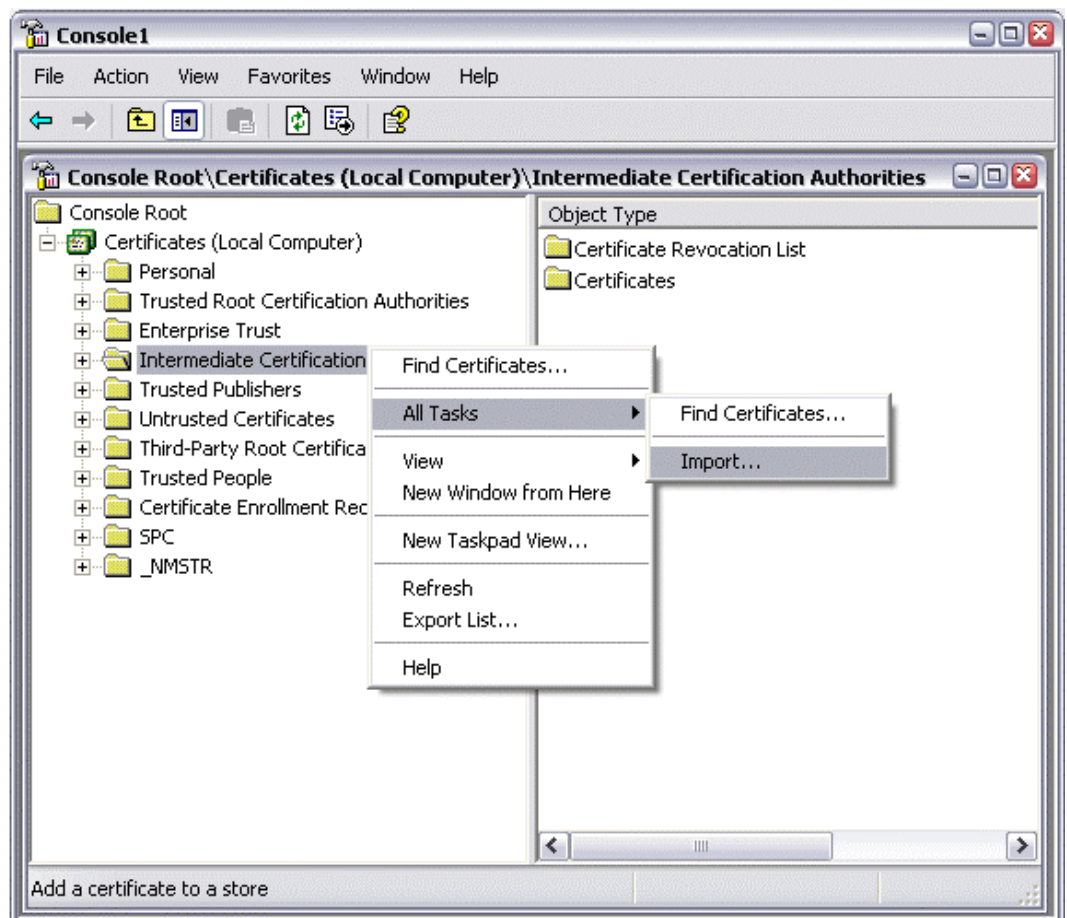 Console1
File Action View Favorites Window Help
Console Root\Certificates (Local Computer)\Intermediate Certification Authorities
Console Root
Object Type
Certificates (Local Computer)
Certificate Revocation List
Personal
Certificates
Trusted Root Certification Authorities
Enterprise Trust
Intermediate Certification
Trusted Publishers
Untrusted Certificates
Third-Party Root Certifica
Trusted People
Certificate Enrollment Rec
SPC
_NMSTR
Find Certificates...
All Tasks
View
New Window from Here
New Taskpad View...
Refresh
Export List...
Help
Find Certificates...
Import...
Add a certificate to a store